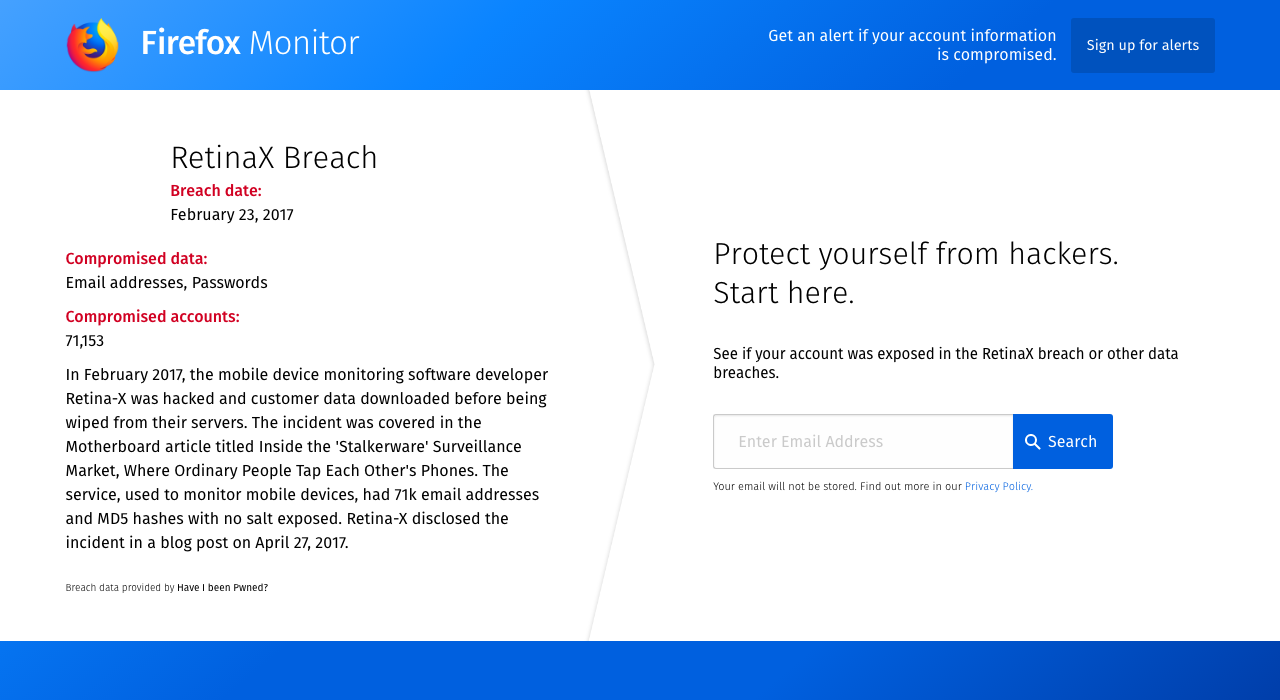 Firefox Monitor
Get an alert if your account information
is compromised.
Sign up for alerts
RetinaX Breach
Breach date:
February 23, 2017
Compromised data:
Email addresses, Passwords
Compromised accounts:
71,153
In February 2017, the mobile device monitoring software developer
Retina-X was hacked and customer data downloaded before being
wiped from their servers. The incident was covered in the
Motherboard article titled Inside the 'Stalkerware' Surveillance
Market, Where Ordinary People Tap Each Other's Phones. The
service, used to monitor mobile devices, had 71k email addresses
and MD5 hashes with no salt exposed. Retina-X disclosed the
incident in a blog post on April 27, 2017.
Breach data provided by Have I been Pwned?
Protect yourself from hackers.
Start here.
See if your account was exposed in the RetinaX breach or other data
breaches.
Enter Email Address
Search
Your email will not be stored. Find out more in our Privacy Policy.